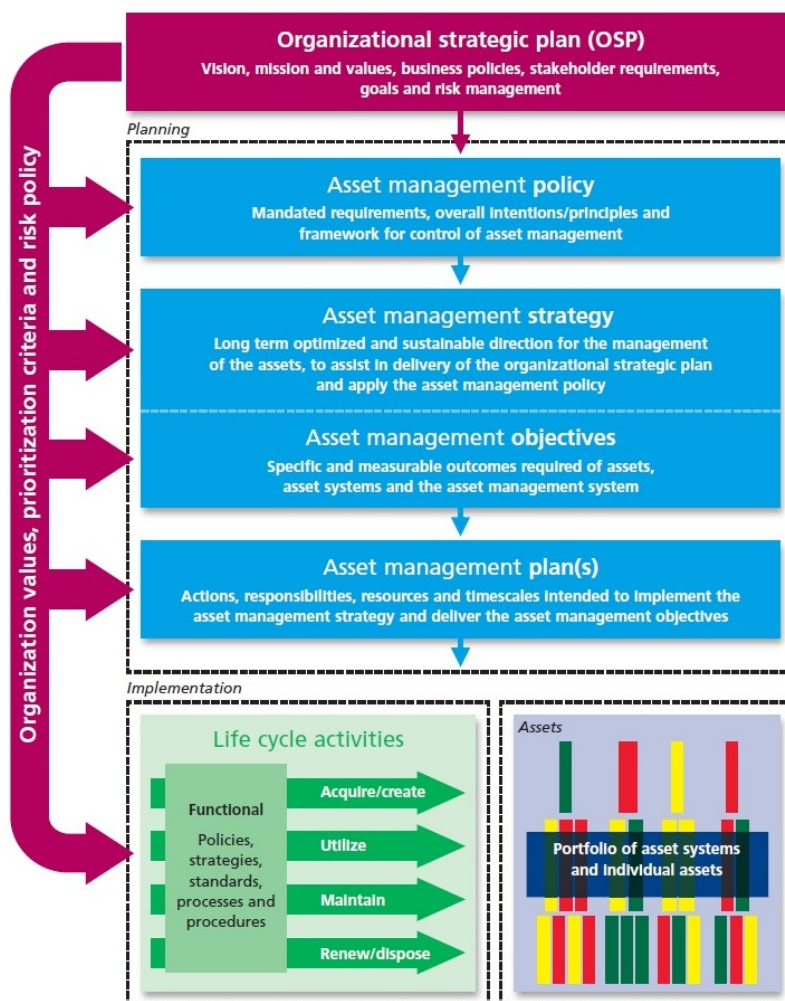 Organizational strategic plan (OSP)
Vision, mission and values, business policies, stakeholder requirements,
goals and risk management
Organization values, prioritization criteria and risk policy
Planning
Asset management policy
Mandated requirements, overall intentions/principles and
framework for control of asset management
Asset management strategy
Long term optimized and sustainable direction for the management
of the assets, to assist in delivery of the organizational strategic plan
and apply the asset management policy
Asset management objectives
Specific and measurable outcomes required of assets,
asset systems and the asset management system
Asset management plan(s)
Actions, responsibilities, resources and timescales intended to implement the
asset management strategy and deliver the asset management objectives
Implementation
Life cycle activities
Functional
Policies,
strategies,
standards,
processes and
procedures
Acquire/create
Utilize
Maintain
Renew/dispose
Assets
Portfolio of asset systems
and individual assets